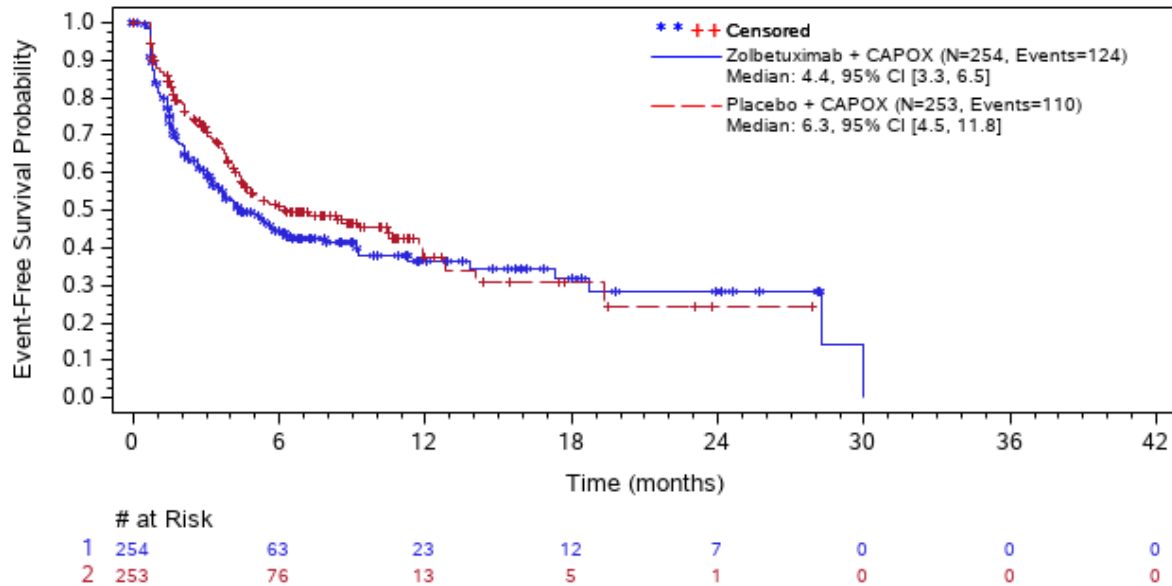 Event-Free Survival Probability
1.0
0.9
0.8
0.7
0.6
0.5
0.4
0.3
0.2
0.1
0.0
** ++ Censored
Zolbetuximab + CAPOX (N=254, Events=124)
Median: 4.4, 95% CI [3.3, 6.5]
Placebo + CAPOX (N=253, Events=110)
Median: 6.3, 95% CI [4.5, 11.8]
0 6 12 18 24 30 36 42
Time (months)
# at Risk
1 254 63 23 12 7 0 0 0
2 253 76 13 5 1 0 0 0